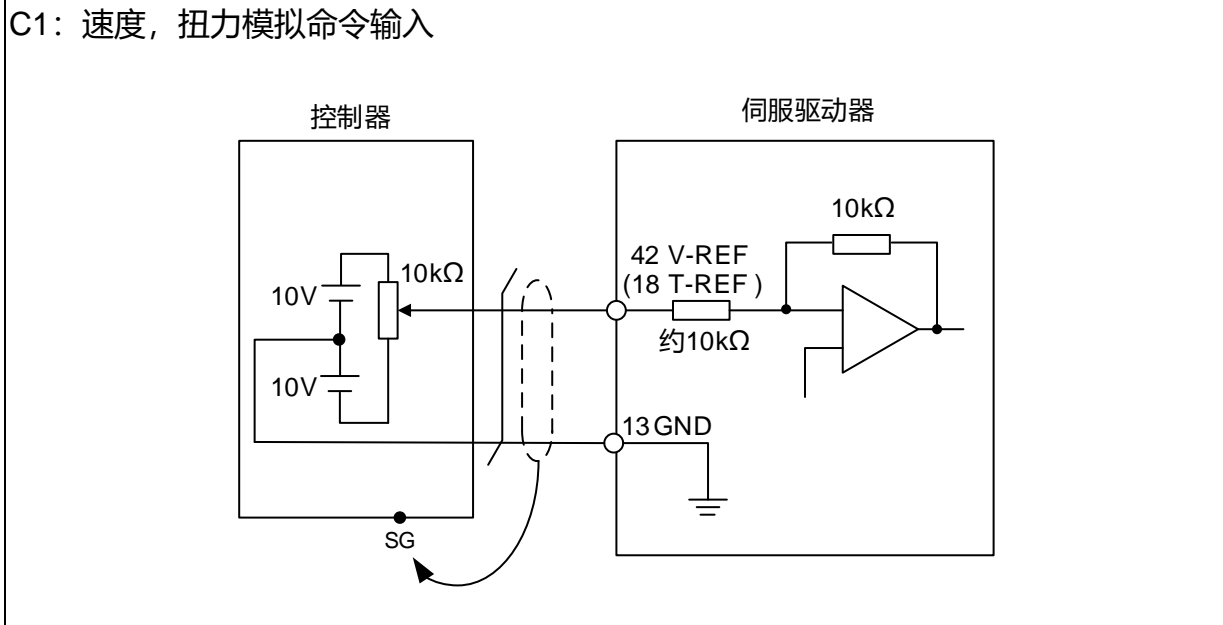 C1：速度，扭力模拟命令输入
控制器
伺服驱动器
10kΩ
42 V-REF
(18 T-REF)
10kΩ
10V
约10kΩ
10V
13 GND
SG